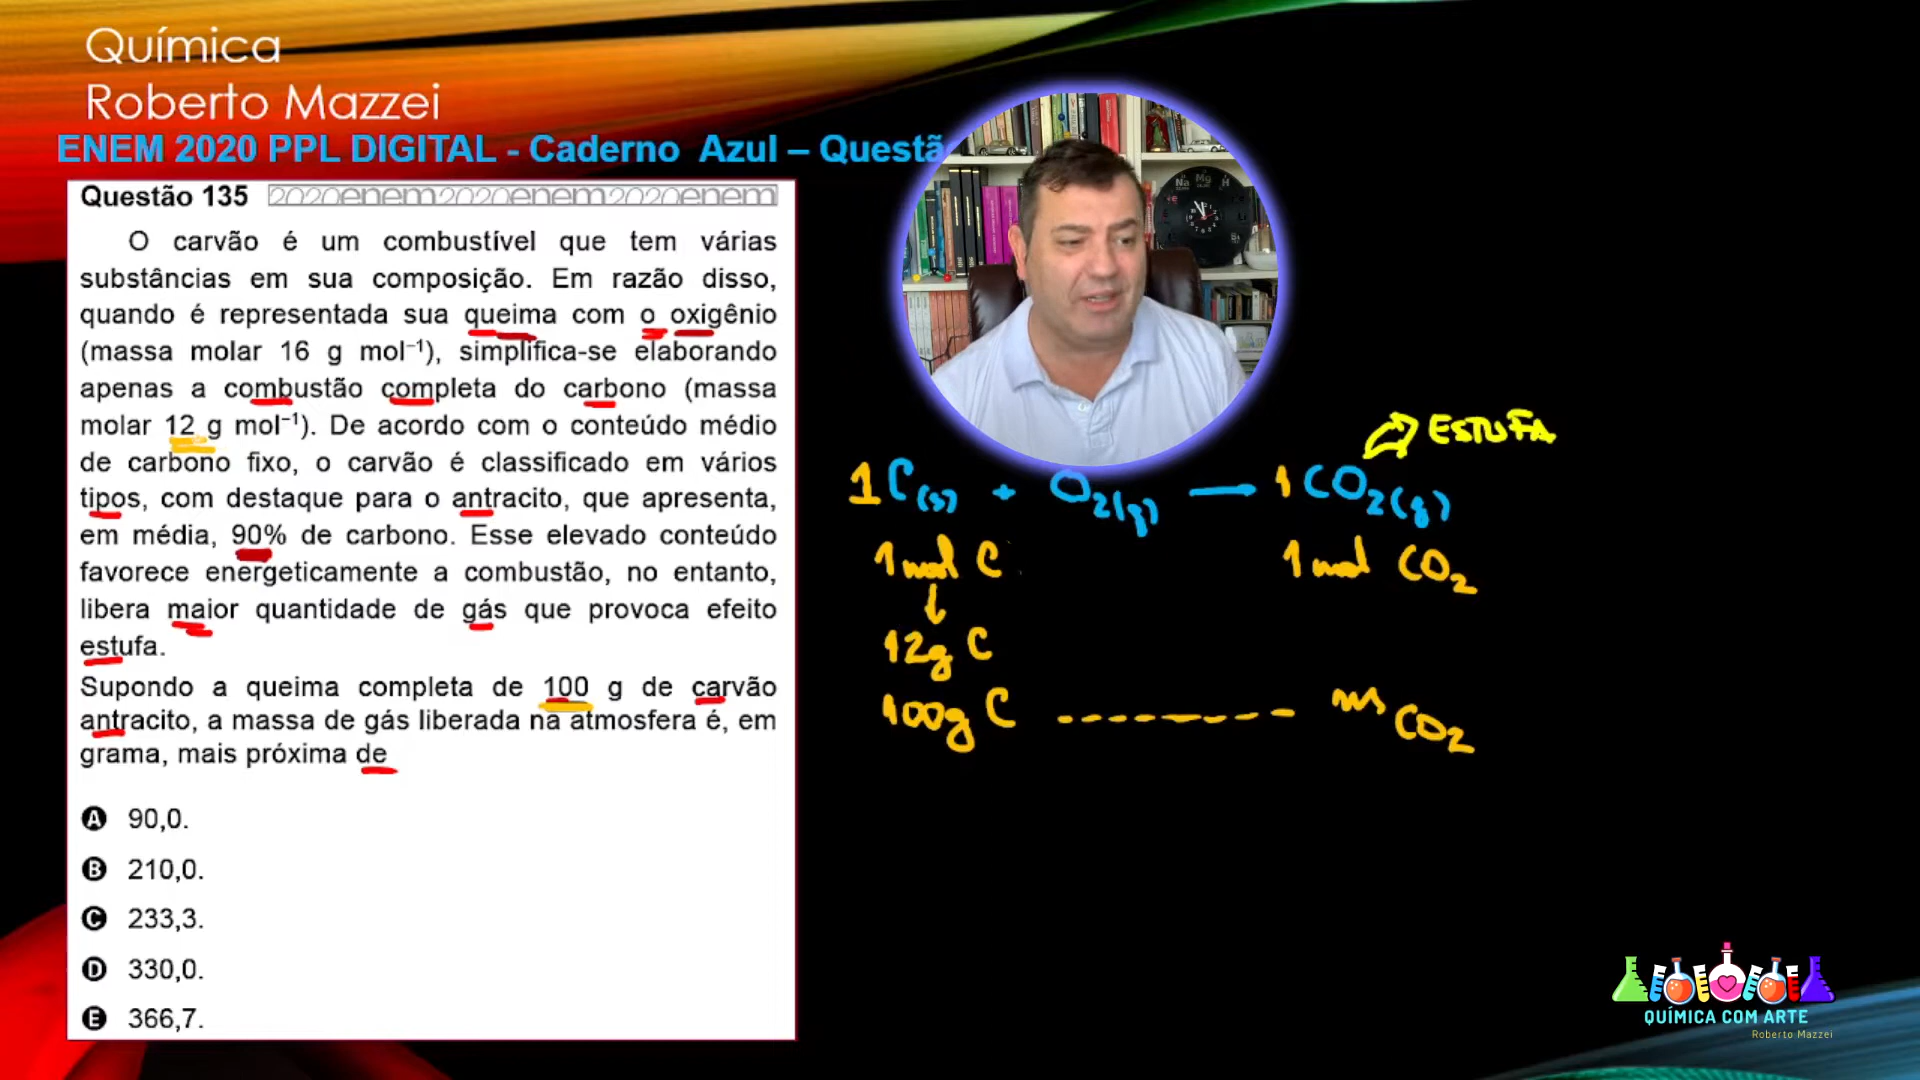 Química
Roberto Mazzei
ENEM 2020 PPL DIGITAL - Caderno Azul – Questã
Questão 135 2020enem2020enem2020enem
O carvão é um combustível que tem várias
substâncias em sua composição. Em razão disso,
quando é representada sua queima com o oxigênio
(massa molar 16 g mol⁻¹), simplifica-se elaborando
apenas a combustão completa do carbono (massa
molar 12 g mol⁻¹). De acordo com o conteúdo médio
de carbono fixo, o carvão é classificado em vários
tipos, com destaque para o antracito, que apresenta,
em média, 90% de carbono. Esse elevado conteúdo
favorece energeticamente a combustão, no entanto,
libera maior quantidade de gás que provoca efeito
estufa.
Supondo a queima completa de 100 g de carvão
antracito, a massa de gás liberada na atmosfera é, em
grama, mais próxima de
A 90,0.
B 210,0.
C 233,3.
D 330,0.
E 366,7.
Na Mg H
ESTUFA
1 C(s) + O₂(g) — 1 CO₂(g)
1 mol C 1 mol CO₂
12g C
100g C --------- m CO₂
QUÍMICA COM ARTE
Roberto Mazzei